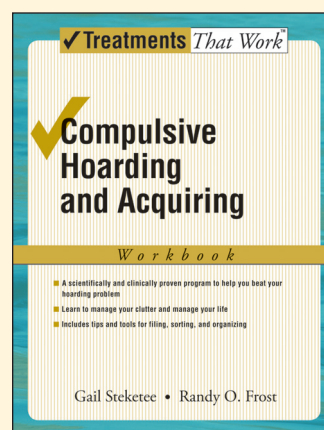 ✓Treatments That Work™
Compulsive
Hoarding
and Acquiring
Workbook
■ A scientifically and clinically proven program to help you beat your
hoarding problem
■ Learn to manage your clutter and manage your life
■ Includes tips and tools for filing, sorting, and organizing
Gail Steketee • Randy O. Frost